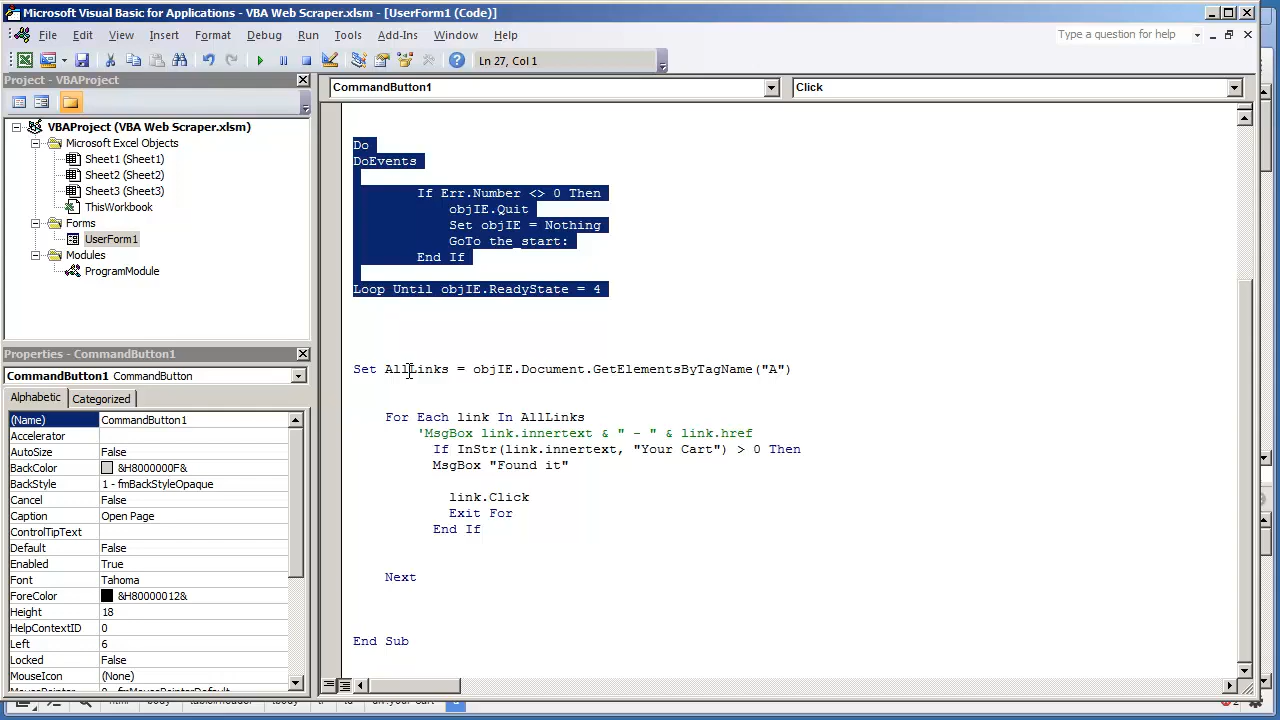 Microsoft Visual Basic for Applications - VBA Web Scraper.xlsm - [UserForm1 (Code)]
File Edit View Insert Format Debug Run Tools Add-Ins Window Help
Type a question for help
Ln 27, Col 1
Project - VBAProject
VBAProject (VBA Web Scraper.xlsm)
Microsoft Excel Objects
Sheet1 (Sheet1)
Sheet2 (Sheet2)
Sheet3 (Sheet3)
ThisWorkbook
Forms
UserForm1
Modules
ProgramModule
Properties - CommandButton1
CommandButton1 CommandButton
Alphabetic Categorized
(Name) CommandButton1
Accelerator
AutoSize False
BackColor &H8000000F&
BackStyle 1 - fmBackStyleOpaque
Cancel False
Caption Open Page
ControlTipText
Default False
Enabled True
Font Tahoma
ForeColor &H80000012&
Height 18
HelpContextID 0
Left 6
Locked False
MouseIcon (None)
MousePointer 0 - fmMousePointerDefault
CommandButton1 Click
Do
DoEvents
If Err.Number <> 0 Then
objIE.Quit
Set objIE = Nothing
GoTo the_start:
End If
Loop Until objIE.ReadyState = 4
Set AllLinks = objIE.Document.GetElementsByTagName("A")
For Each link In AllLinks
'MsgBox link.innertext & " - " & link.href
If InStr(link.innertext, "Your Cart") > 0 Then
MsgBox "Found it"
link.Click
Exit For
End If
Next
End Sub